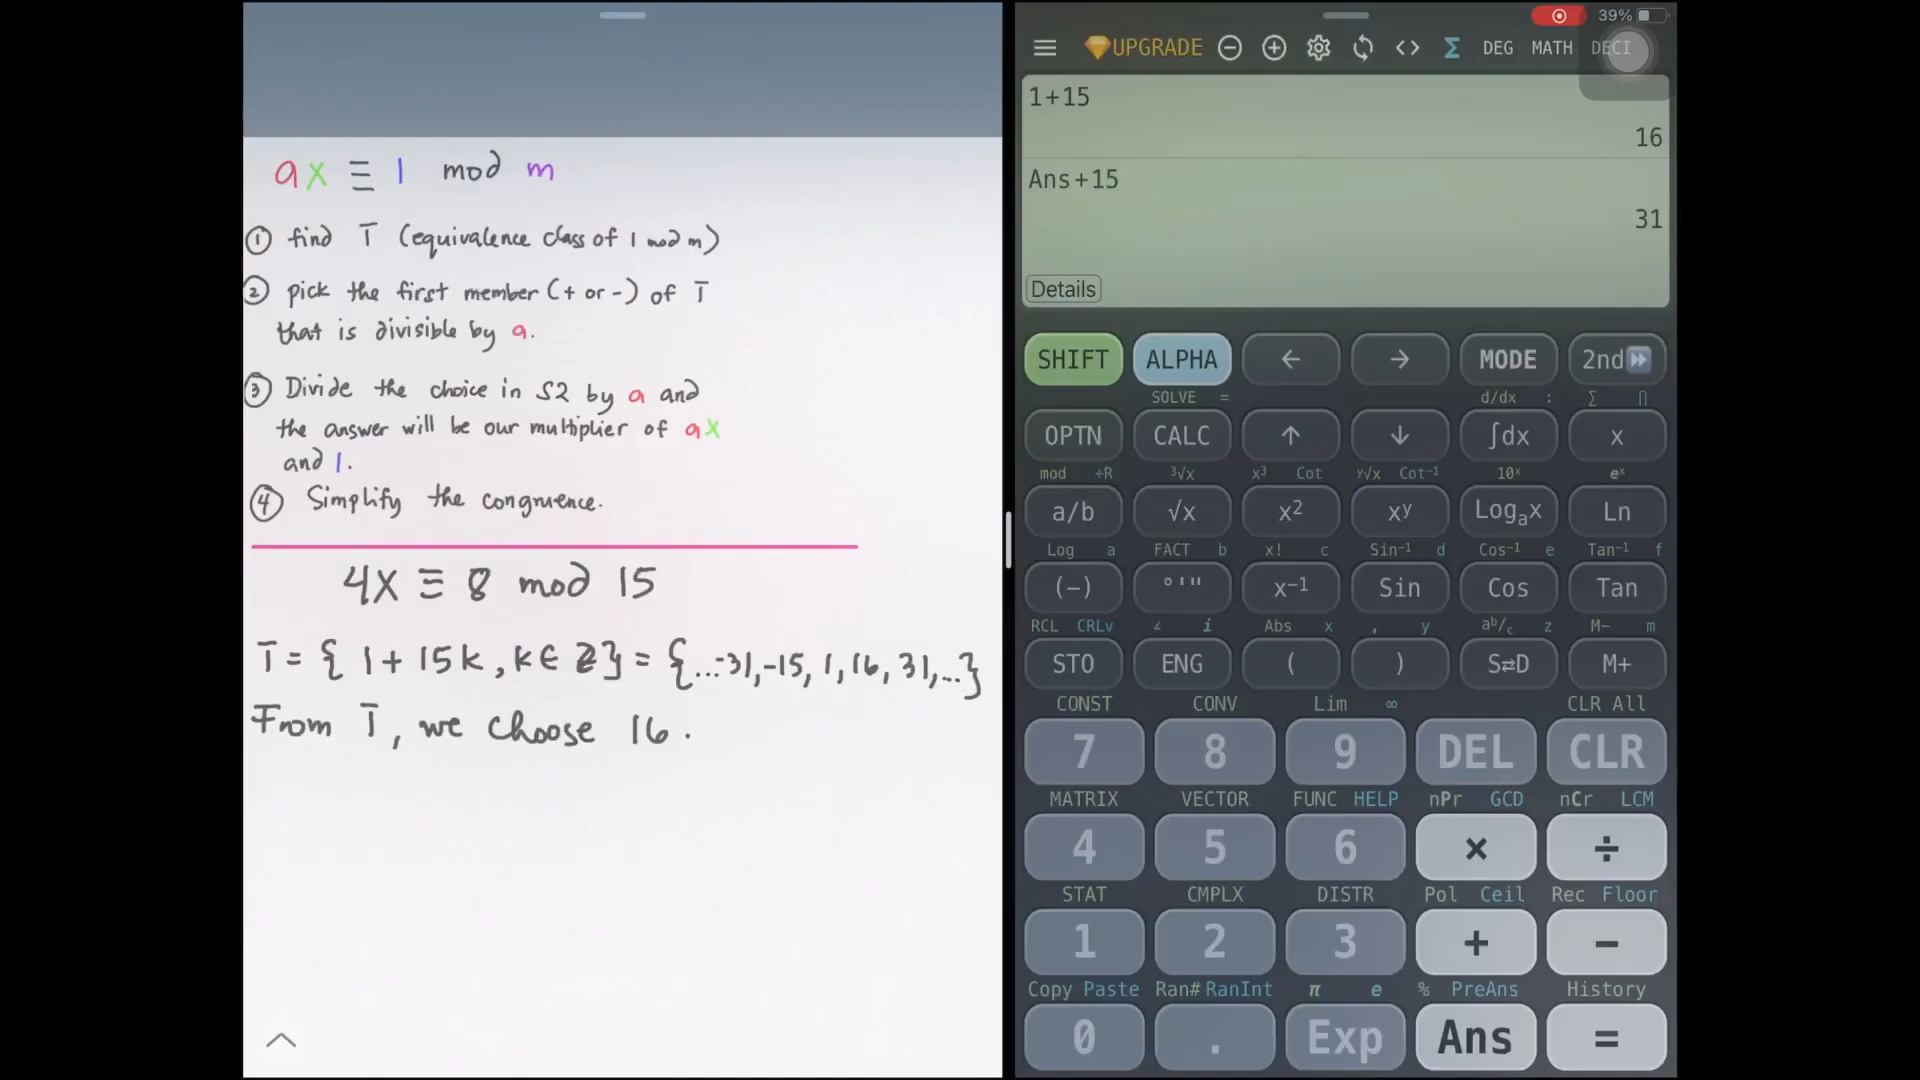 ax ≡ 1 mod m
① find T̄ (equivalence class of 1 mod m)
② pick the first member (+ or -) of T̄
that is divisible by a.
③ Divide the choice in S2 by a and
the answer will be our multiplier of ax
and 1.
④ Simplify the congruence.
4x ≡ 8 mod 15
T̄ = { 1 + 15k, k ∈ Z} = {...-31, -15, 1, 16, 31, ...}
From T̄, we choose 16.
39%
UPGRADE DEG MATH DECI
1+15
16
Ans+15
31
Details
SHIFT ALPHA ← → MODE 2nd
SOLVE = d/dx : ∑ ∏
OPTN CALC ↑ ↓ ∫dx x
mod ÷R ³√x x³ Cot ʸ√x Cot⁻¹ 10ˣ eˣ
a/b √x x² xʸ Logₐx Ln
Log a FACT b x! c Sin⁻¹ d Cos⁻¹ e Tan⁻¹ f
(−) °'" x⁻¹ Sin Cos Tan
RCL CRLv ∠ i Abs x , y aᵇ/c z M− m
STO ENG ( ) S⇄D M+
CONST CONV Lim ∞ CLR All
7 8 9 DEL CLR
MATRIX VECTOR FUNC HELP nPr GCD nCr LCM
4 5 6 × ÷
STAT CMPLX DISTR Pol Ceil Rec Floor
1 2 3 + −
Copy Paste Ran# RanInt π e % PreAns History
0 . Exp Ans =